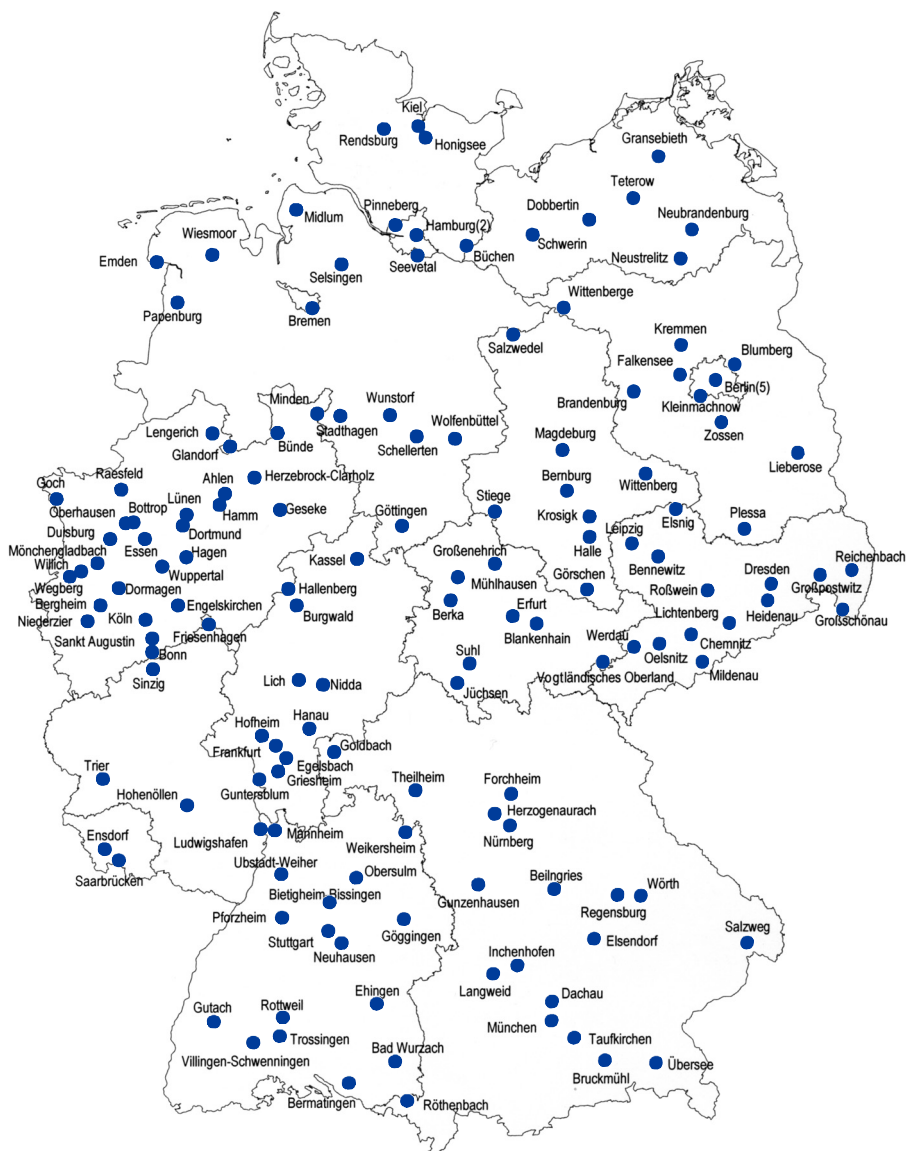 Kiel
Rendsburg
Honigsee
Gransebieth
Teterow
Pinneberg
Midlum
Dobbertin
Neubrandenburg
Hamburg(2)
Wiesmoor
Schwerin
Büchen
Emden
Seevetal
Neustrelitz
Selsingen
Wittenberge
Papenburg
Bremen
Kremmen
Salzwedel
Falkensee
Blumberg
Berlin(5)
Minden
Wunstorf
Brandenburg
Kleinmachnow
Stadthagen
Wolfenbüttel
Lengerich
Bünde
Magdeburg
Zossen
Glandorf
Schellerten
Lieberose
Raesfeld
Ahlen
Herzebrock-Clarholz
Bernburg
Wittenberg
Goch
Oberhausen
Bottrop
Lünen
Hamm
Geseke
Göttingen
Stiege
Krosigk
Elsnig
Plessa
Duisburg
Dortmund
Leipzig
Halle
Mönchengladbach
Essen
Hagen
Kassel
Großenehrich
Reichenbach
Willich
Wuppertal
Mühlhausen
Görschen
Bennewitz
Dresden
Großpostwitz
Wegberg
Dormagen
Hallenberg
Roßwein
Bergheim
Engelskirchen
Burgwald
Berka
Erfurt
Lichtenberg
Heidenau
Großschönau
Niederzier
Köln
Friesenhagen
Blankenhain
Werdau
Chemnitz
Sankt Augustin
Bonn
Suhl
Oelsnitz
Sinzig
Lich
Nidda
Jüchsen
Vogtländisches Oberland
Mildenau
Hanau
Hofheim
Frankfurt
Goldbach
Egelsbach
Trier
Griesheim
Theilheim
Forchheim
Guntersblum
Hohenöllen
Herzogenaurach
Ludwigshafen
Mannheim
Nürnberg
Ensdorf
Weikersheim
Saarbrücken
Ubstadt-Weiher
Obersulm
Beilngries
Wörth
Bietigheim-Bissingen
Gunzenhausen
Regensburg
Pforzheim
Göggingen
Salzweg
Stuttgart
Neuhausen
Elsendorf
Inchenhofen
Langweid
Ehingen
Dachau
Gutach
Rottweil
München
Trossingen
Taufkirchen
Villingen-Schwenningen
Bad Wurzach
Übersee
Bruckmühl
Bermatingen
Röthenbach